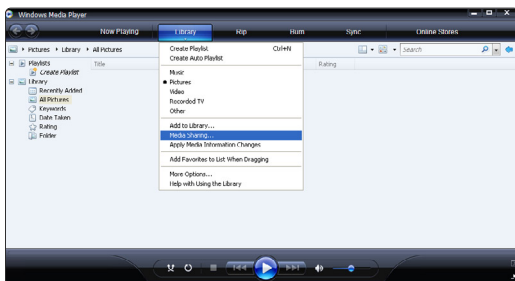 Windows Media Player
Now Playing Library Rip Burn Sync Online Stores
Pictures Library All Pictures
Search
Playlists
Create Playlist
Library
Recently Added
All Pictures
Keywords
Date Taken
Rating
Folder
Title
Rating
Create Playlist Ctrl+N
Create Auto Playlist
Music
Pictures
Video
Recorded TV
Other
Add to Library...
Media Sharing...
Apply Media Information Changes
Add Favorites to List When Dragging
More Options...
Help with Using the Library